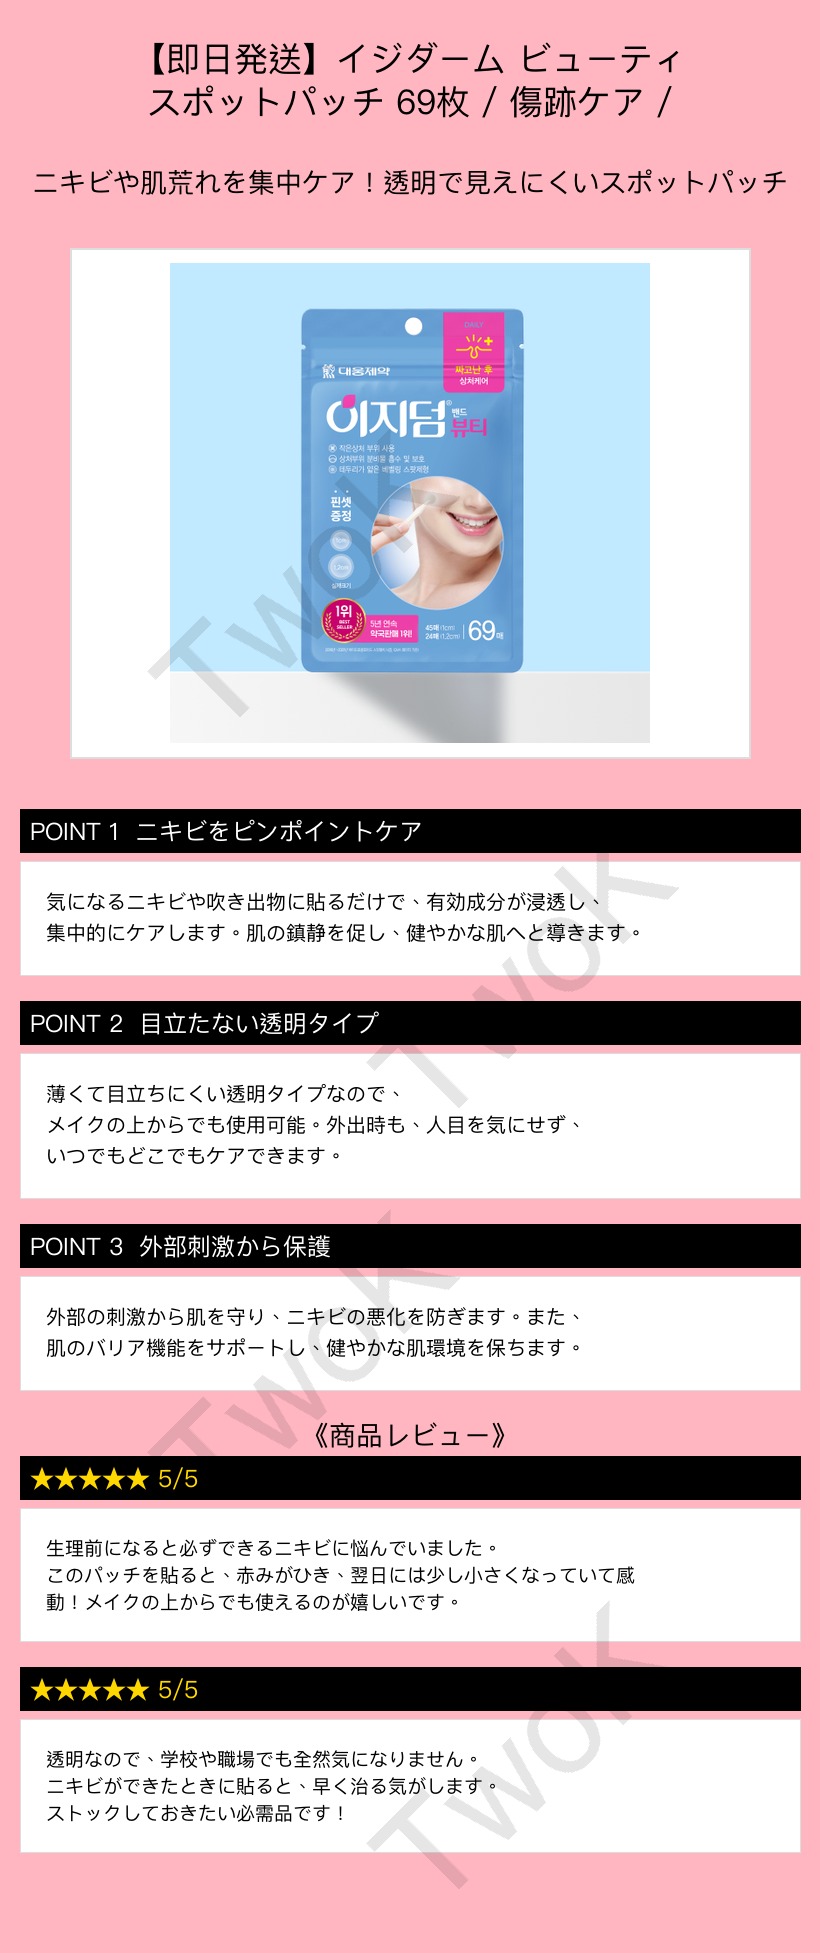 【即日発送】イジダーム ビューティ
スポットパッチ 69枚 / 傷跡ケア /
ニキビや肌荒れを集中ケア！透明で見えにくいスポットパッチ
DAILY
짜고난 후
상처케어
대웅제약
이지덤® 밴드 뷰티
작은상처 부위 사용
상처부위 분비물 흡수 및 보호
테두리가 얇은 베벨링 스팟제형
핀셋
증정
1cm
1.2cm
실제크기
1위
BEST
SELLER
5년 연속
약국판매 1위!
45매 (1cm)
24매 (1.2cm)
69매
TwoK
POINT 1 ニキビをピンポイントケア
気になるニキビや吹き出物に貼るだけで、有効成分が浸透し、
集中的にケアします。肌の鎮静を促し、健やかな肌へと導きます。
TwoK
POINT 2 目立たない透明タイプ
薄くて目立ちにくい透明タイプなので、
メイクの上からでも使用可能。外出時も、人目を気にせず、
いつでもどこでもケアできます。
POINT 3 外部刺激から保護
外部の刺激から肌を守り、ニキビの悪化を防ぎます。また、
肌のバリア機能をサポートし、健やかな肌環境を保ちます。
TwoK
《商品レビュー》
★★★★★ 5/5
生理前になると必ずできるニキビに悩んでいました。
このパッチを貼ると、赤みがひき、翌日には少し小さくなっていて感
動！メイクの上からでも使えるのが嬉しいです。
★★★★★ 5/5
透明なので、学校や職場でも全然気になりません。
ニキビができたときに貼ると、早く治る気がします。
ストックしておきたい必需品です！
TwoK